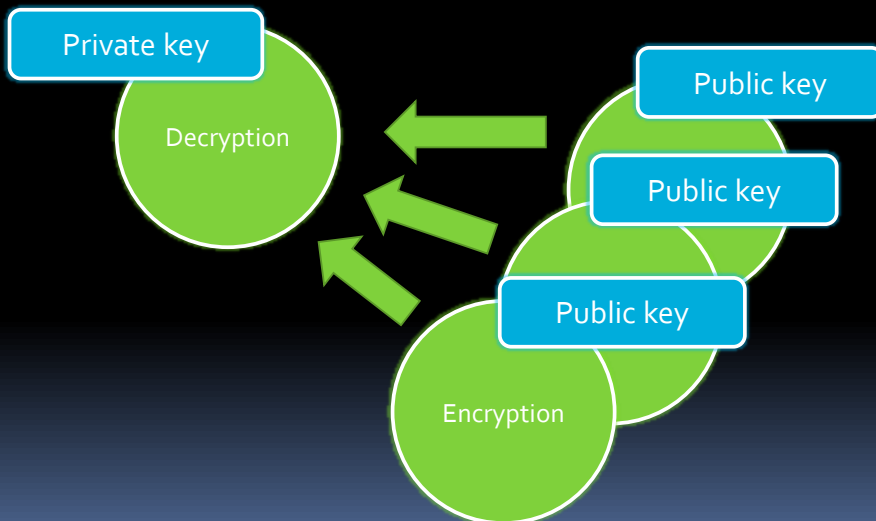 Private key
Decryption
Public key
Public key
Public key
Encryption